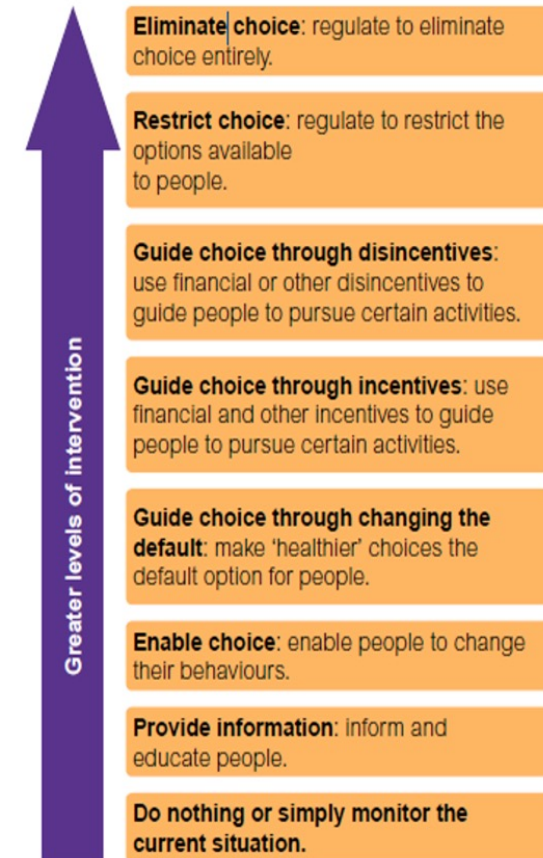 Eliminate choice: regulate to eliminate
choice entirely.
Restrict choice: regulate to restrict the
options available
to people.
Guide choice through disincentives:
use financial or other disincentives to
guide people to pursue certain activities.
Guide choice through incentives: use
financial and other incentives to guide
people to pursue certain activities.
Guide choice through changing the
default: make ‘healthier’ choices the
default option for people.
Enable choice: enable people to change
their behaviours.
Provide information: inform and
educate people.
Do nothing or simply monitor the
current situation.
Greater levels of intervention